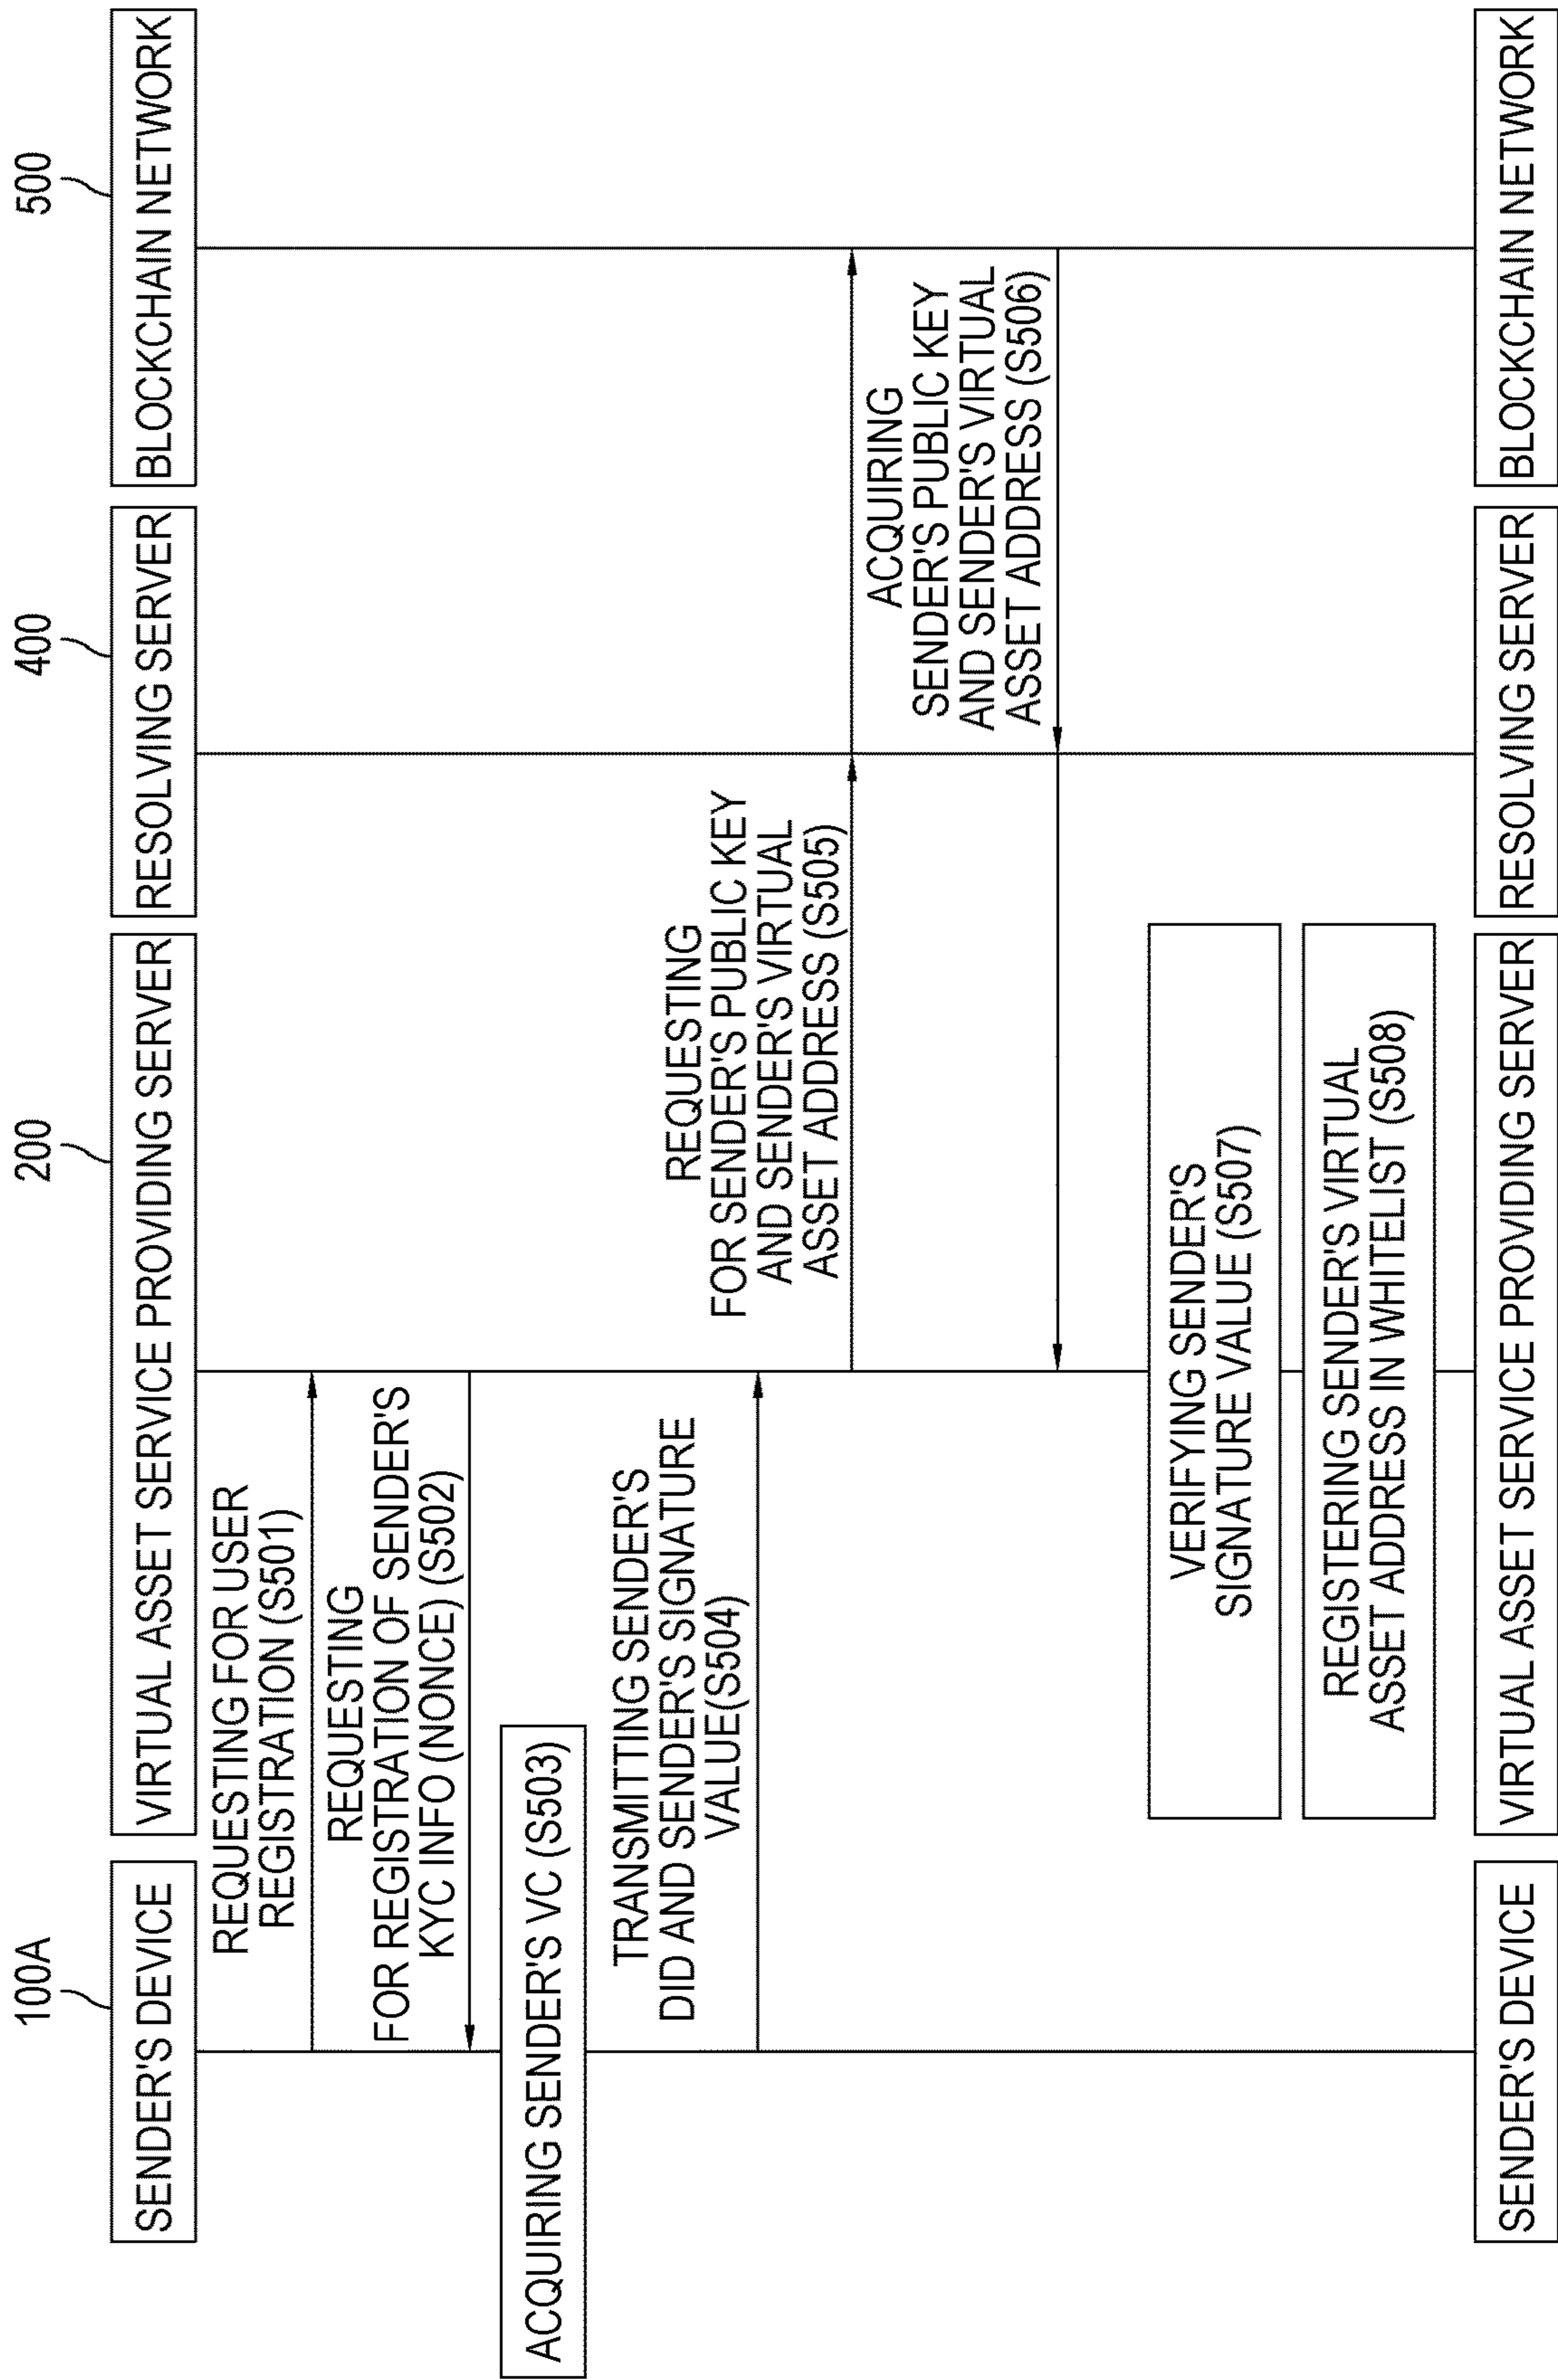 100A
200
400
500
SENDER'S DEVICE
VIRTUAL ASSET SERVICE PROVIDING SERVER
RESOLVING SERVER
BLOCKCHAIN NETWORK
REQUESTING FOR USER
REGISTRATION (S501)
REQUESTING
FOR REGISTRATION OF SENDER'S
KYC INFO (NONCE) (S502)
ACQUIRING SENDER'S VC (S503)
TRANSMITTING SENDER'S
DID AND SENDER'S SIGNATURE
VALUE(S504)
REQUESTING
FOR SENDER'S PUBLIC KEY
AND SENDER'S VIRTUAL
ASSET ADDRESS (S505)
ACQUIRING
SENDER'S PUBLIC KEY
AND SENDER'S VIRTUAL
ASSET ADDRESS (S506)
VERIFYING SENDER'S
SIGNATURE VALUE (S507)
REGISTERING SENDER'S VIRTUAL
ASSET ADDRESS IN WHITELIST (S508)
SENDER'S DEVICE
VIRTUAL ASSET SERVICE PROVIDING SERVER
RESOLVING SERVER
BLOCKCHAIN NETWORK